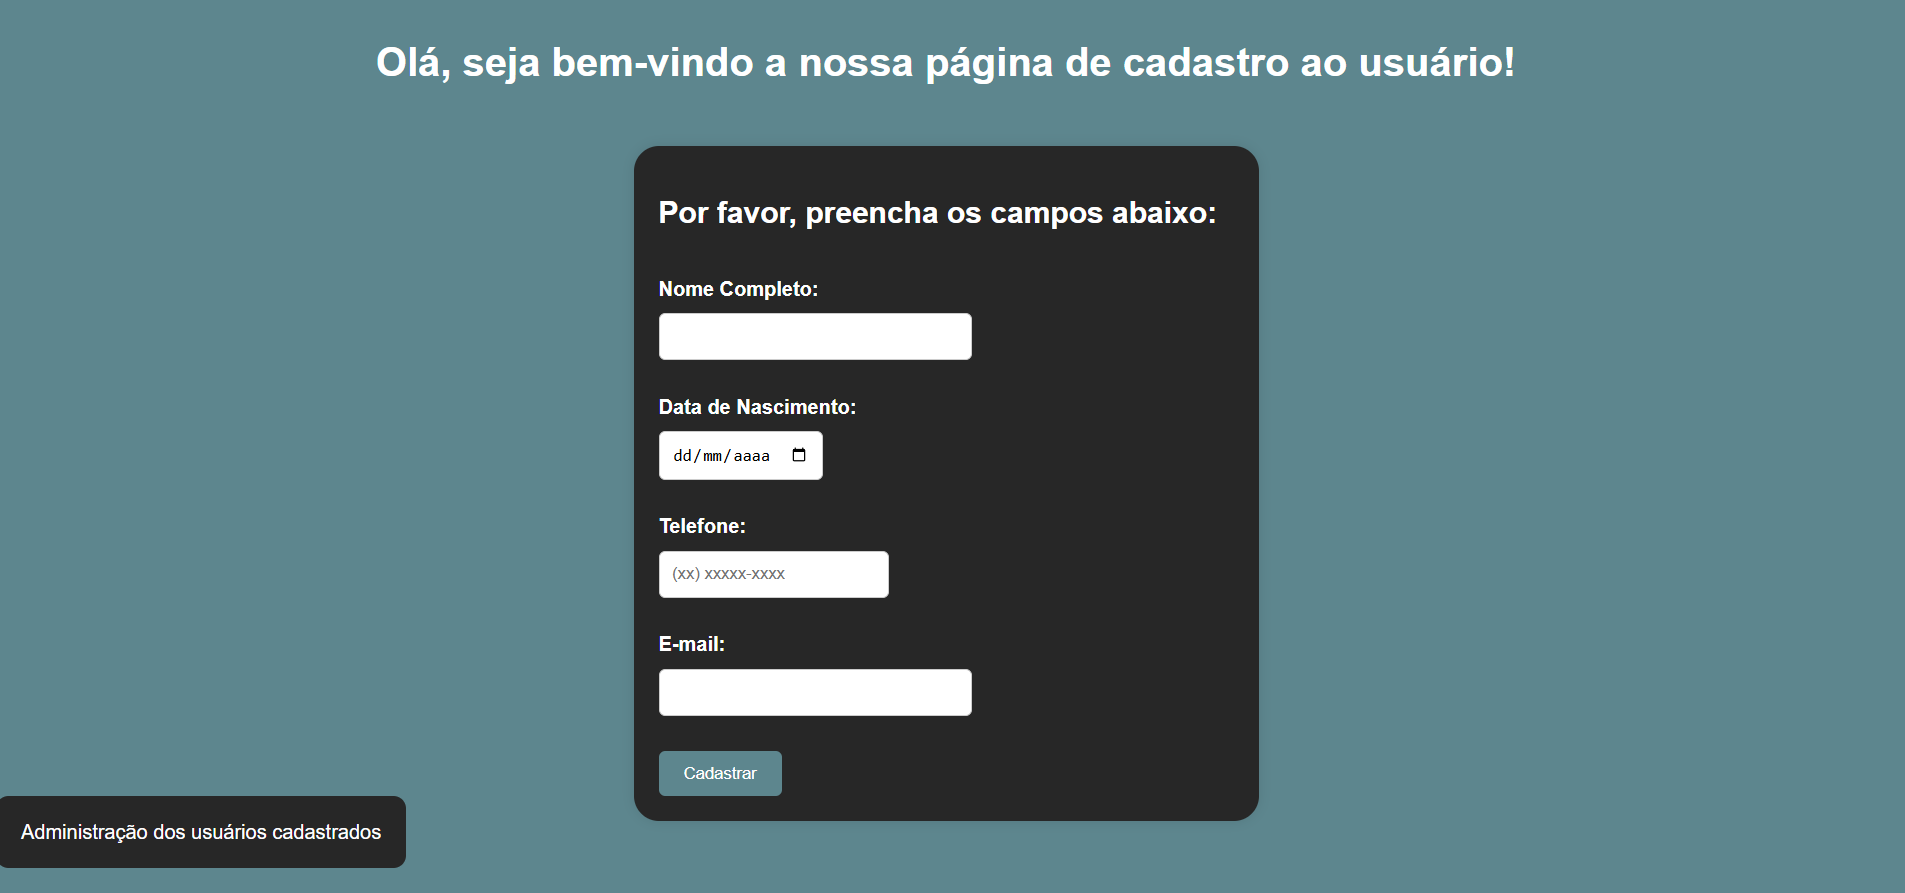 Olá, seja bem-vindo a nossa página de cadastro ao usuário!
Por favor, preencha os campos abaixo:
Nome Completo:
Data de Nascimento:
dd/mm/aaaa
Telefone:
(xx) xxxxx-xxxx
E-mail:
Cadastrar
Administração dos usuários cadastrados